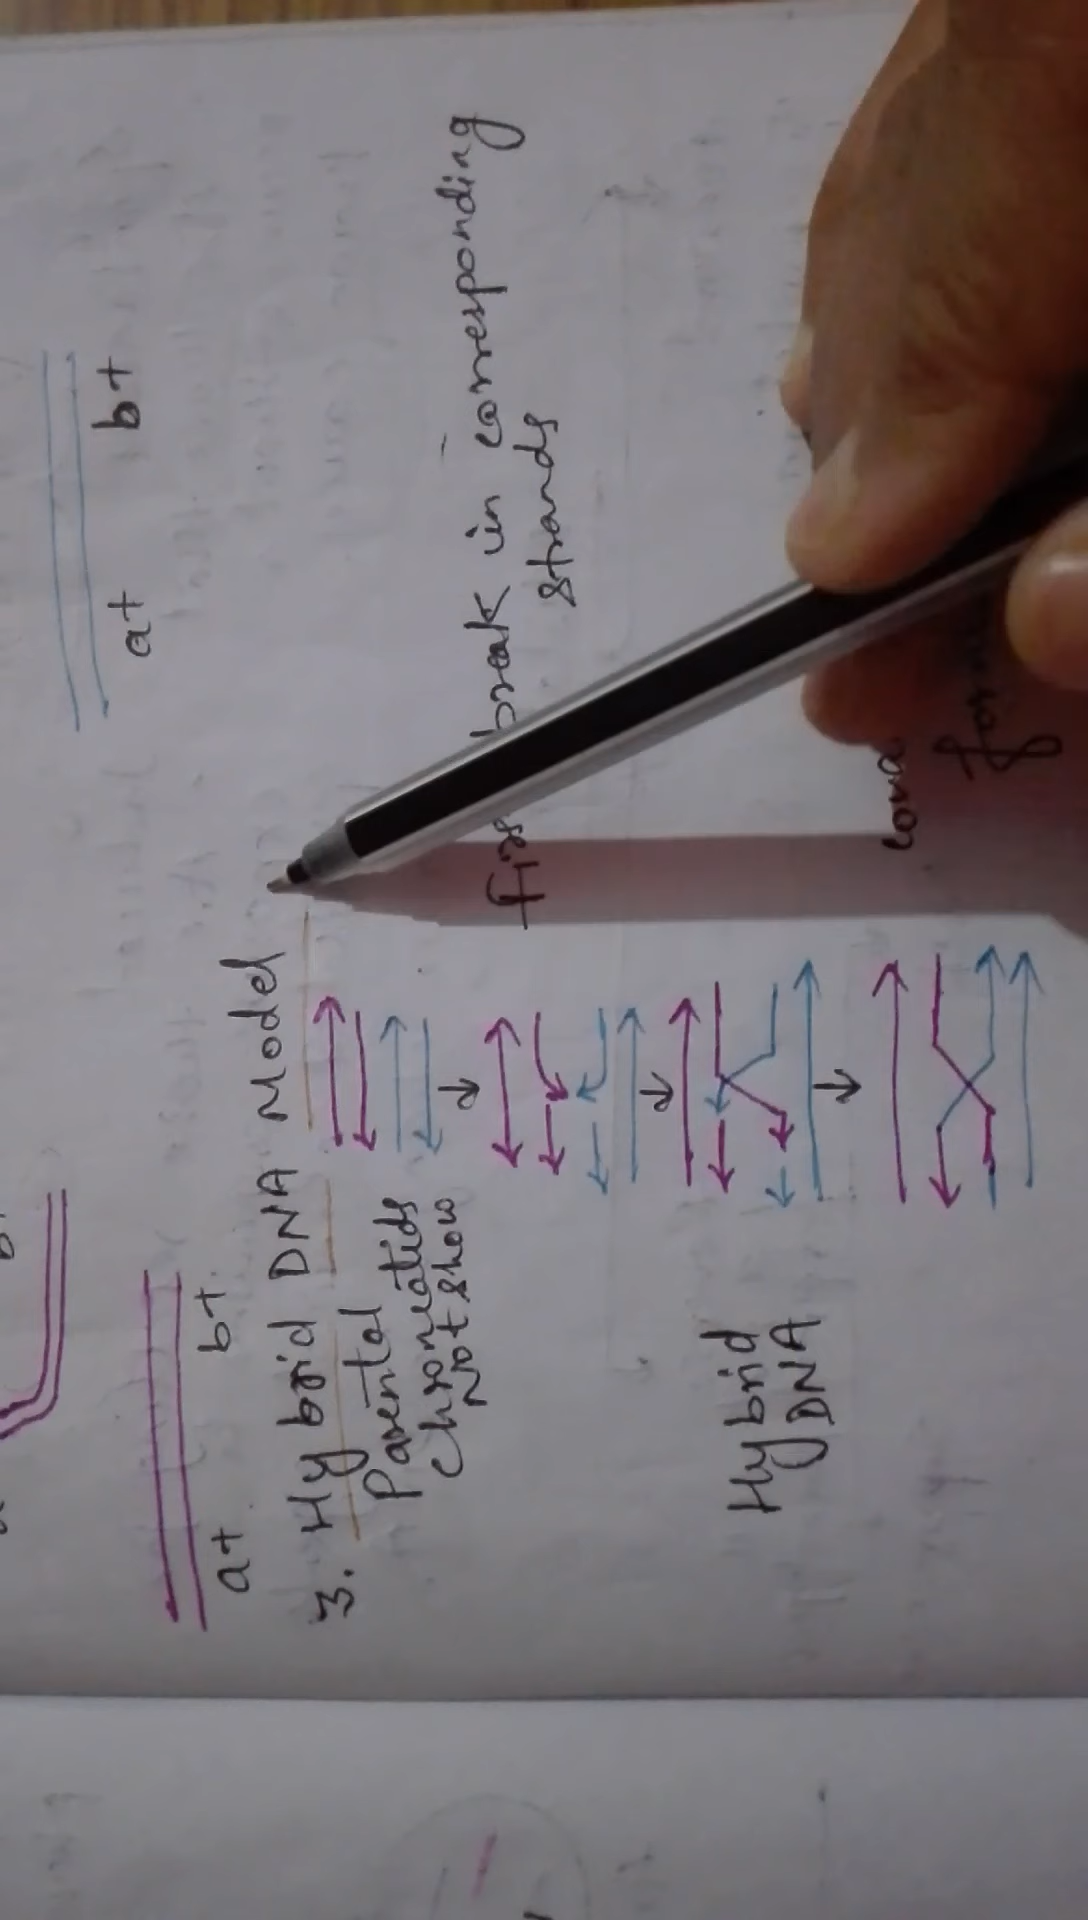 a+ b+
a+ b+
3. Hybrid DNA Model
Parental
Chromatids
Not show
break in corresponding
strands
Hybrid
DNA